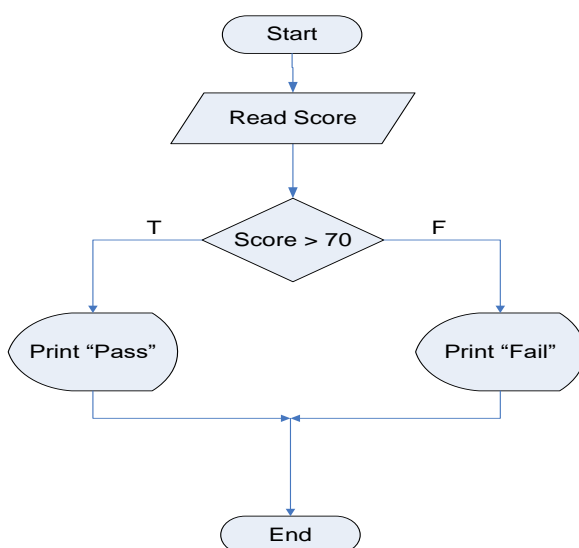 Start
Read Score
T
F
Score > 70
Print “Pass”
Print “Fail”
End